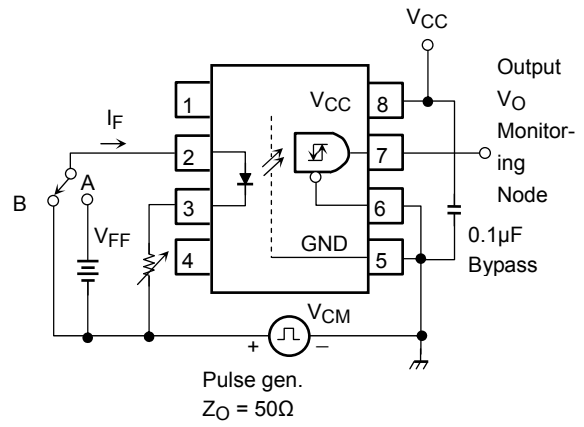 VCC
Output
VO
Monitor-
ing
Node
1
VCC
8
IF
2
7
B
A
3
6
VFF
4
GND
5
0.1μF
Bypass
VCM
+
−
Pulse gen.
ZO = 50Ω